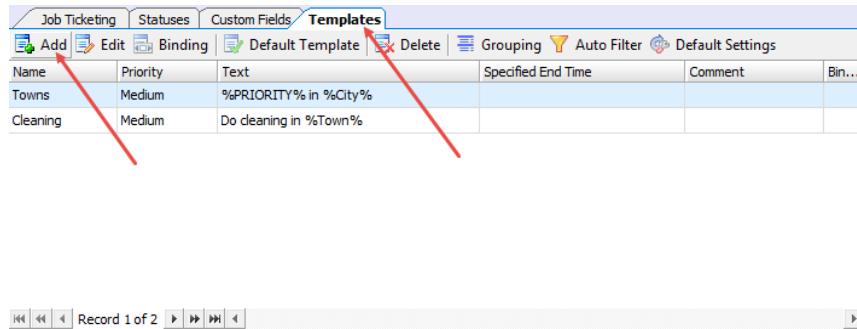 Job Ticketing Statuses Custom Fields Templates
Add Edit Binding Default Template Delete Grouping Auto Filter Default Settings
Name Priority Text Specified End Time Comment Bin...
Towns Medium %PRIORITY% in %City%
Cleaning Medium Do cleaning in %Town%
Record 1 of 2